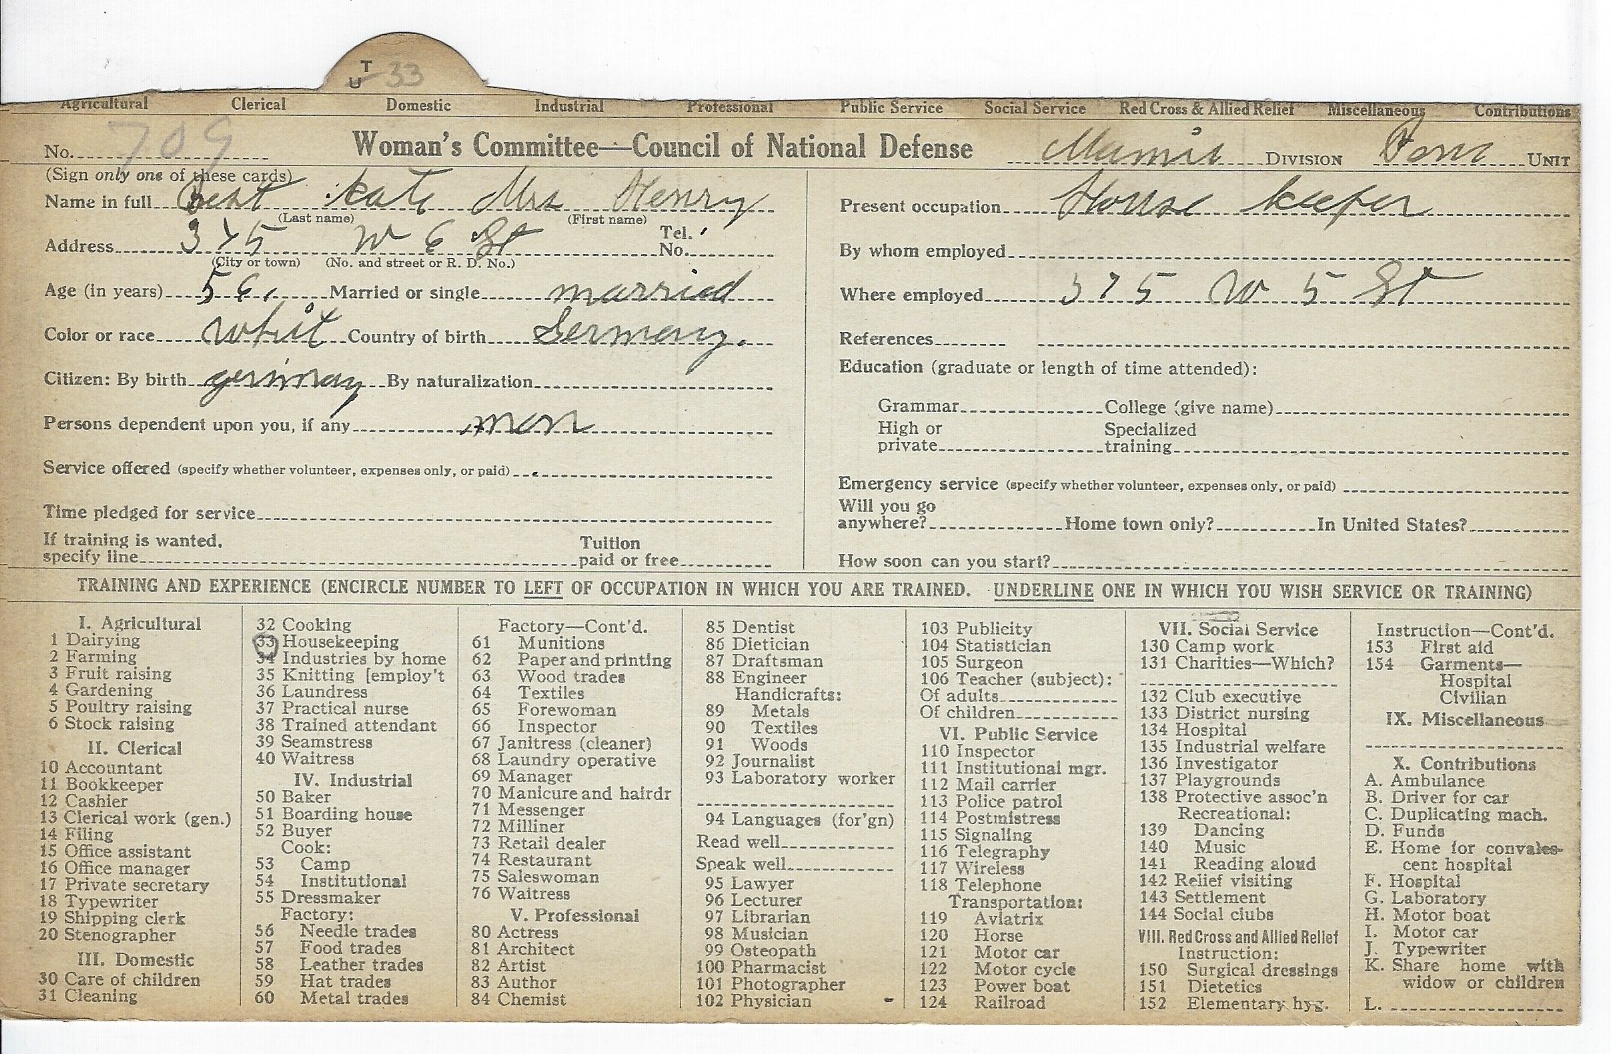 T
U 33
Agricultural Clerical Domestic Industrial Professional Public Service Social Service Red Cross & Allied Relief Miscellaneous Contributions
No. 709 Woman's Committee—Council of National Defense DIVISION UNIT
(Sign only one of these cards)
Name in full Kate Mrs Henry
(Last name) (First name)
Address 375 W 6 St Tel. No.
(City or town) (No. and street or R. D. No.)
Age (in years) 56, Married or single married
Color or race whit Country of birth Germany.
Citizen: By birth germany By naturalization
Persons dependent upon you, if any non
Service offered (specify whether volunteer, expenses only, or paid)
Time pledged for service
If training is wanted, specify line Tuition paid or free
Present occupation House keeper
By whom employed
Where employed 375 W 5 St
References
Education (graduate or length of time attended):
Grammar College (give name)
High or private Specialized training
Emergency service (specify whether volunteer, expenses only, or paid)
Will you go anywhere? Home town only? In United States?
How soon can you start?
TRAINING AND EXPERIENCE (ENCIRCLE NUMBER TO LEFT OF OCCUPATION IN WHICH YOU ARE TRAINED. UNDERLINE ONE IN WHICH YOU WISH SERVICE OR TRAINING)
I. Agricultural
1 Dairying
2 Farming
3 Fruit raising
4 Gardening
5 Poultry raising
6 Stock raising
II. Clerical
10 Accountant
11 Bookkeeper
12 Cashier
13 Clerical work (gen.)
14 Filing
15 Office assistant
16 Office manager
17 Private secretary
18 Typewriter
19 Shipping clerk
20 Stenographer
III. Domestic
30 Care of children
31 Cleaning
32 Cooking
33 Housekeeping
34 Industries by home
35 Knitting [employ't
36 Laundress
37 Practical nurse
38 Trained attendant
39 Seamstress
40 Waitress
IV. Industrial
50 Baker
51 Boarding house
52 Buyer
Cook:
53 Camp
54 Institutional
55 Dressmaker
Factory:
56 Needle trades
57 Food trades
58 Leather trades
59 Hat trades
60 Metal trades
Factory—Cont'd.
61 Munitions
62 Paper and printing
63 Wood trades
64 Textiles
65 Forewoman
66 Inspector
67 Janitress (cleaner)
68 Laundry operative
69 Manager
70 Manicure and hairdr
71 Messenger
72 Milliner
73 Retail dealer
74 Restaurant
75 Saleswoman
76 Waitress
V. Professional
80 Actress
81 Architect
82 Artist
83 Author
84 Chemist
85 Dentist
86 Dietician
87 Draftsman
88 Engineer
Handicrafts:
89 Metals
90 Textiles
91 Woods
92 Journalist
93 Laboratory worker
94 Languages (for'gn)
Read well
Speak well
95 Lawyer
96 Lecturer
97 Librarian
98 Musician
99 Osteopath
100 Pharmacist
101 Photographer
102 Physician
103 Publicity
104 Statistician
105 Surgeon
106 Teacher (subject):
Of adults
Of children
VI. Public Service
110 Inspector
111 Institutional mgr.
112 Mail carrier
113 Police patrol
114 Postmistress
115 Signaling
116 Telegraphy
117 Wireless
118 Telephone
Transportation:
119 Aviatrix
120 Horse
121 Motor car
122 Motor cycle
123 Power boat
124 Railroad
VII. Social Service
130 Camp work
131 Charities—Which?
132 Club executive
133 District nursing
134 Hospital
135 Industrial welfare
136 Investigator
137 Playgrounds
138 Protective assoc'n
Recreational:
139 Dancing
140 Music
141 Reading aloud
142 Relief visiting
143 Settlement
144 Social clubs
VIII. Red Cross and Allied Relief
Instruction:
150 Surgical dressings
151 Dietetics
152 Elementary hyg.
Instruction—Cont'd.
153 First aid
154 Garments—
Hospital
Civilian
IX. Miscellaneous
X. Contributions
A. Ambulance
B. Driver for car
C. Duplicating mach.
D. Funds
E. Home for convales-
cent hospital
F. Hospital
G. Laboratory
H. Motor boat
I. Motor car
J. Typewriter
K. Share home with
widow or children
L.